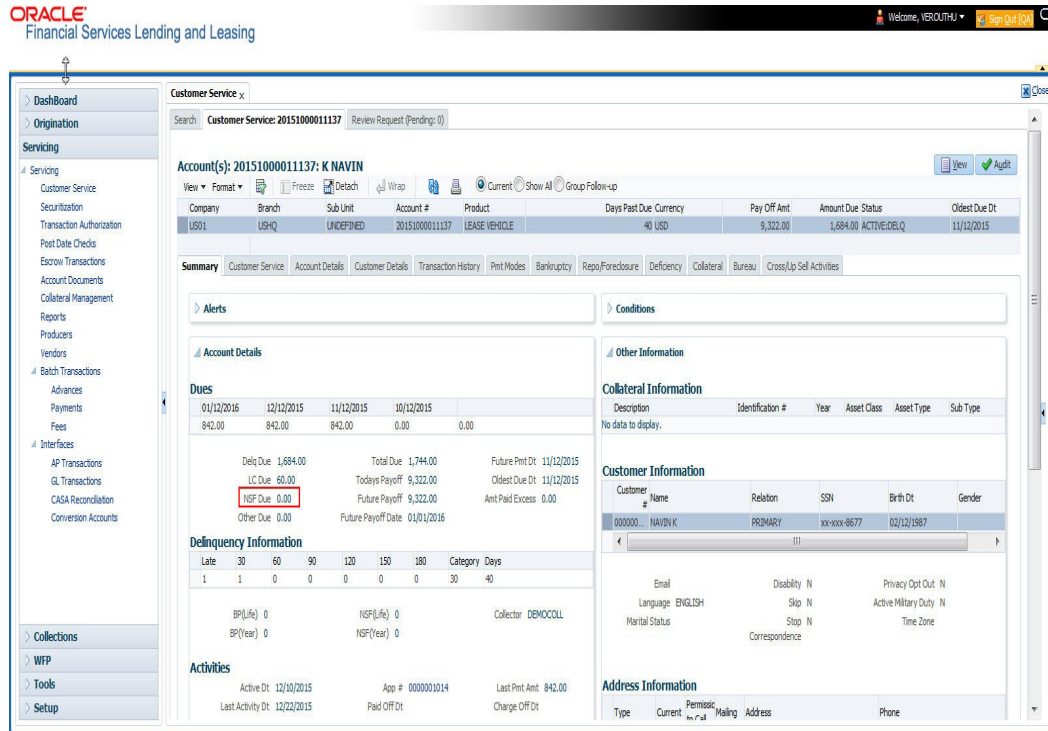 ORACLE'
Financial Services Lending and Leasing
Welcome, VEROUTHU
Sign Out [QA]
DashBoard
Origination
Servicing
Servicing
Customer Service
Securitization
Transaction Authorization
Post Date Checks
Escrow Transactions
Account Documents
Collateral Management
Reports
Producers
Vendors
Batch Transactions
Advances
Payments
Fees
Interfaces
AP Transactions
GL Transactions
CASA Reconciliation
Conversion Accounts
Collections
WFP
Tools
Setup
Customer Service X
Close
Search Customer Service: 20151000011137 Review Request (Pending: 0)
Account(s): 20151000011137: K NAVIN
View Audit
View Format Freeze Detach Wrap Current Show All Group Follow-up
Company Branch Sub Unit Account # Product Days Past Due Currency Pay Off Amt Amount Due Status Oldest Due Dt
US01 USHQ UNDEFINED 20151000011137 LEASE VEHICLE 40 USD 9,322.00 1,684.00 ACTIVE:DELQ 11/12/2015
Summary Customer Service Account Details Customer Details Transaction History Pmt Modes Bankruptcy Repo/Foreclosure Deficiency Collateral Bureau Cross/Up Sell Activities
Alerts
Account Details
Dues
01/12/2016 12/12/2015 11/12/2015 10/12/2015
842.00 842.00 842.00 0.00 0.00
Delq Due 1,684.00 Total Due 1,744.00 Future Pmt Dt 11/12/2015
LC Due 60.00 Todays Payoff 9,322.00 Oldest Due Dt 11/12/2015
NSF Due 0.00 Future Payoff 9,322.00 Amt Paid Excess 0.00
Other Due 0.00 Future Payoff Date 01/01/2016
Delinquency Information
Late 30 60 90 120 150 180 Category Days
1 1 0 0 0 0 0 30 40
BP(Life) 0 NSF(Life) 0 Collector DEMOCOLL
BP(Year) 0 NSF(Year) 0
Activities
Active Dt 12/10/2015 App # 0000001014 Last Pmt Amt 842.00
Last Activity Dt 12/22/2015 Paid Off Dt Charge Off Dt
Conditions
Other Information
Collateral Information
Description Identification # Year Asset Class Asset Type Sub Type
No data to display.
Customer Information
Customer # Name Relation SSN Birth Dt Gender
000000... NAVIN K PRIMARY xx-xxx-8677 02/12/1987
Email Disability N Privacy Opt Out N
Language ENGLISH Skip N Active Military Duty N
Marital Status Stop Correspondence N Time Zone
Address Information
Type Current Permissic to Call Mailing Address Phone